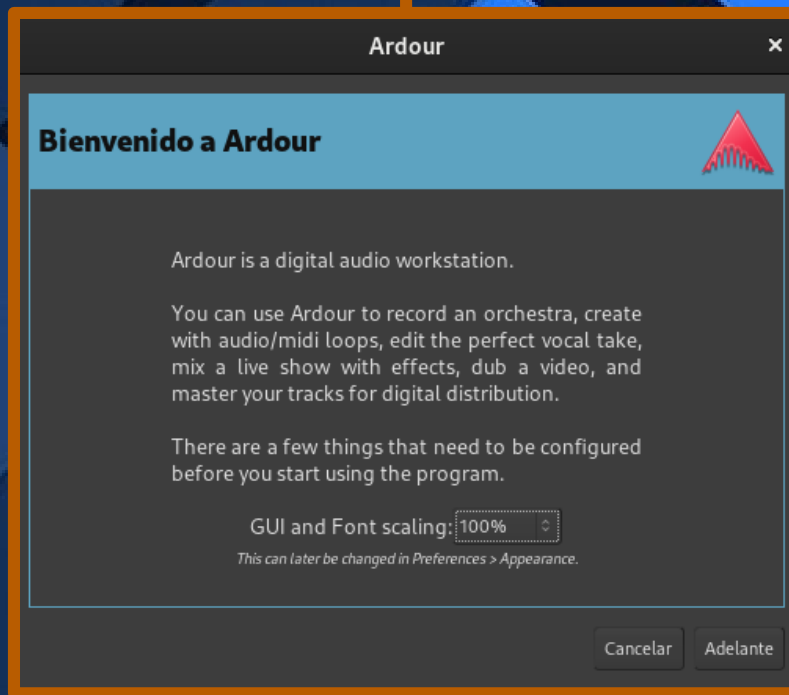 Ardour
×
Bienvenido a Ardour
Ardour is a digital audio workstation.
You can use Ardour to record an orchestra, create
with audio/midi loops, edit the perfect vocal take,
mix a live show with effects, dub a video, and
master your tracks for digital distribution.
There are a few things that need to be configured
before you start using the program.
GUI and Font scaling: 100%
This can later be changed in Preferences > Appearance.
Cancelar Adelante